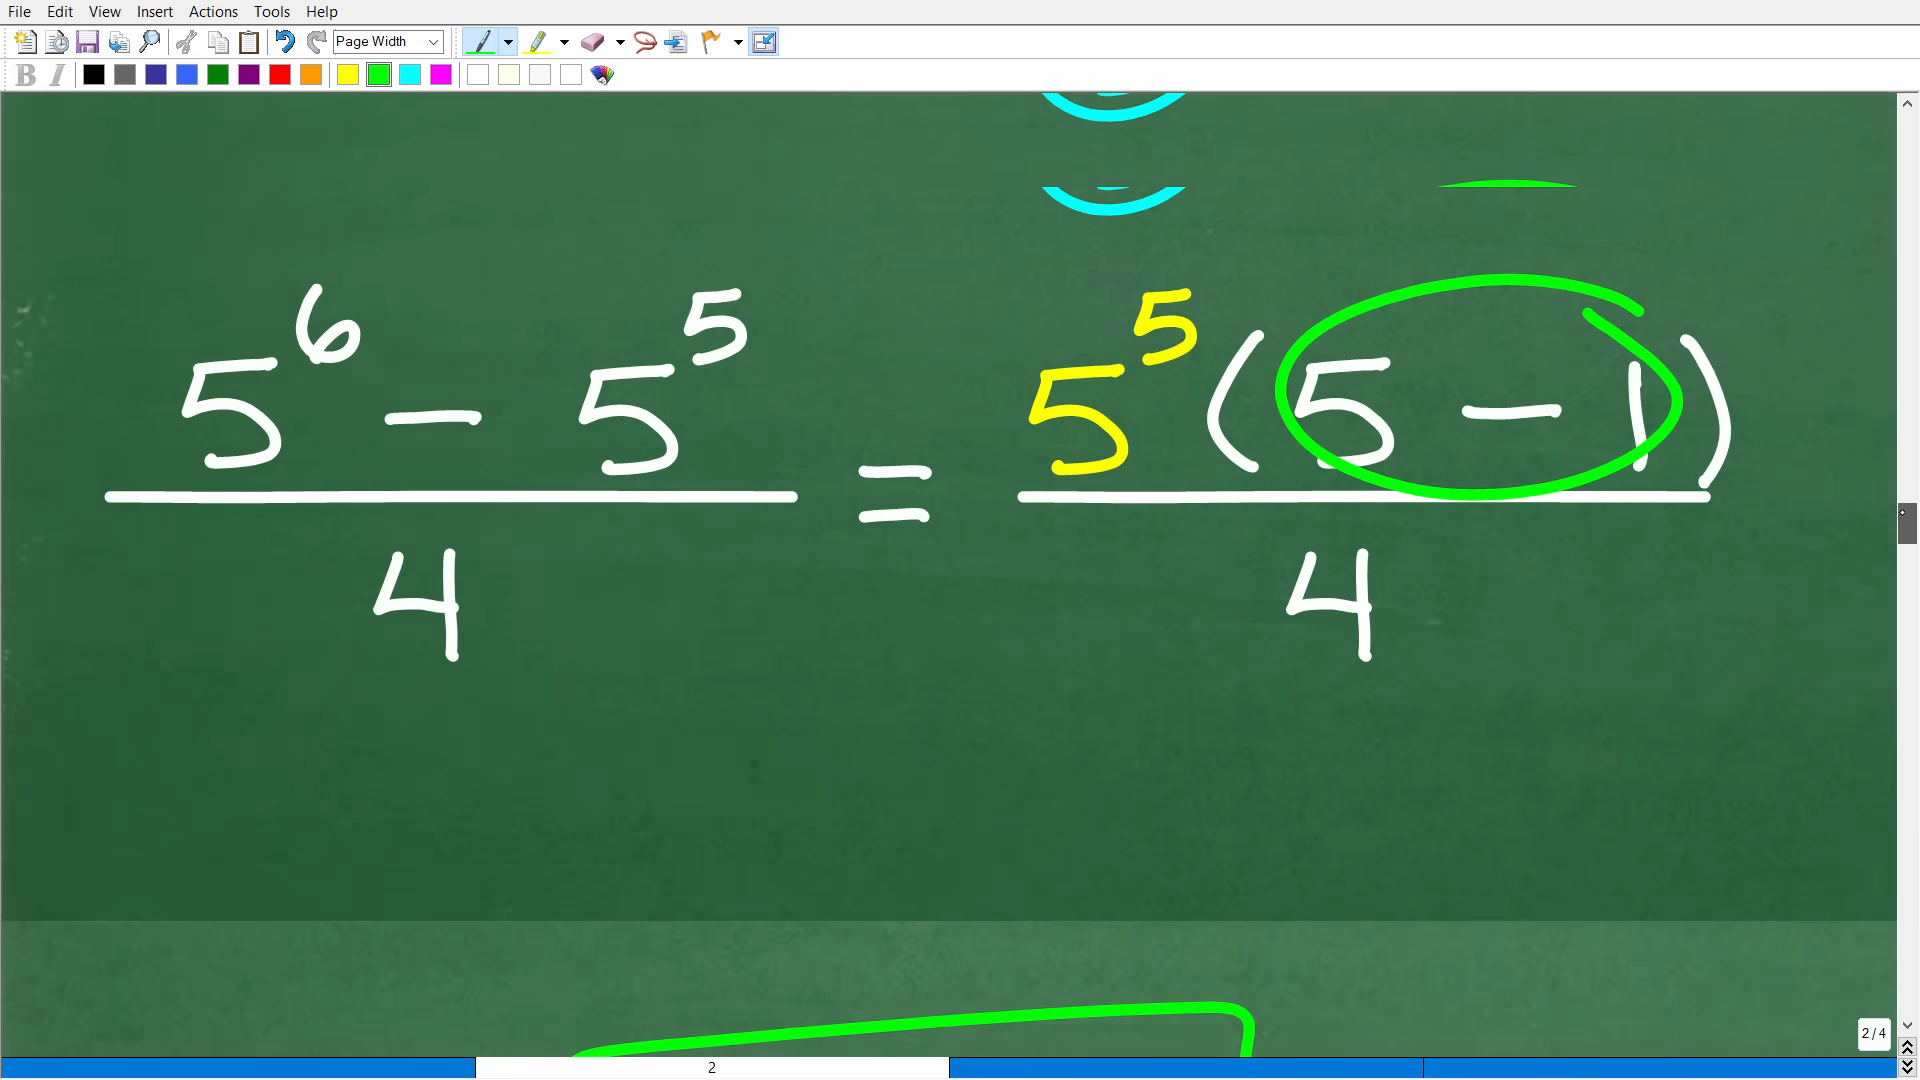 File Edit View Insert Actions Tools Help
Page Width
B I
5⁶ - 5⁵ / 4 = 5⁵ (5 - 1) / 4
2 / 4
2